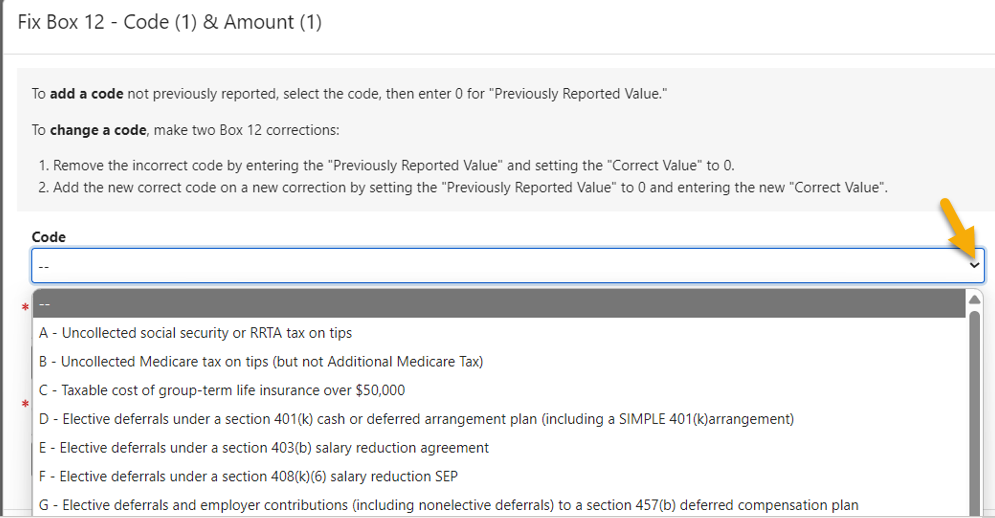 Fix Box 12 - Code (1) & Amount (1)
To add a code not previously reported, select the code, then enter 0 for "Previously Reported Value."
To change a code, make two Box 12 corrections:
1. Remove the incorrect code by entering the "Previously Reported Value" and setting the "Correct Value" to 0.
2. Add the new correct code on a new correction by setting the "Previously Reported Value" to 0 and entering the new "Correct Value".
Code
--
* --
A - Uncollected social security or RRTA tax on tips
B - Uncollected Medicare tax on tips (but not Additional Medicare Tax)
C - Taxable cost of group-term life insurance over $50,000
* D - Elective deferrals under a section 401(k) cash or deferred arrangement plan (including a SIMPLE 401(k)arrangement)
E - Elective deferrals under a section 403(b) salary reduction agreement
F - Elective deferrals under a section 408(k)(6) salary reduction SEP
G - Elective deferrals and employer contributions (including nonelective deferrals) to a section 457(b) deferred compensation plan